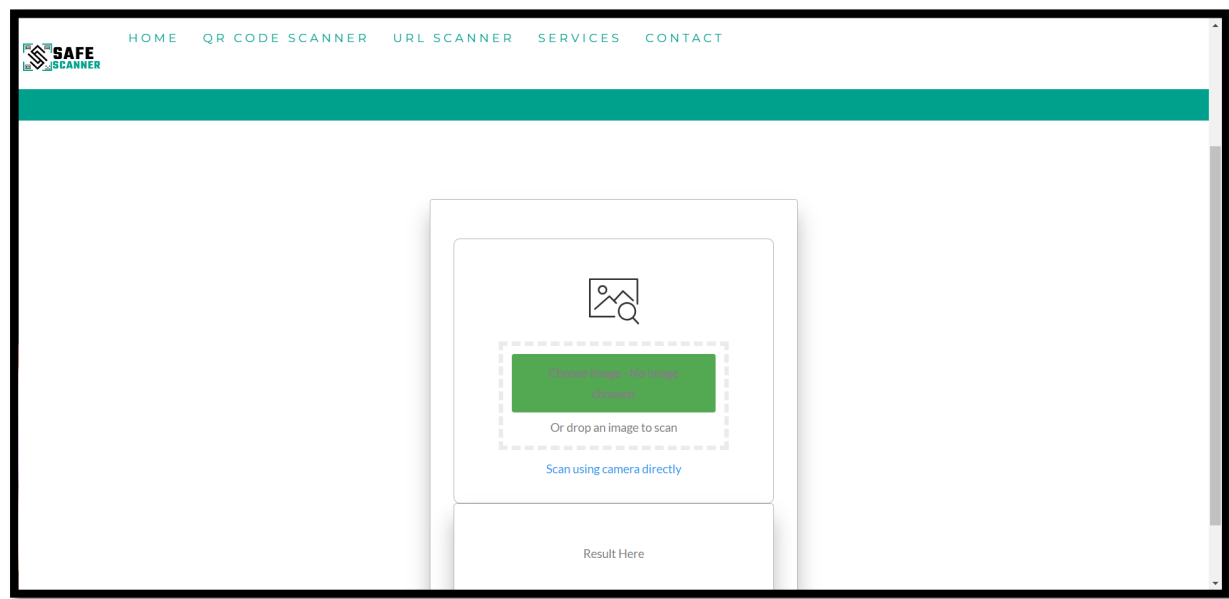 SAFE
SCANNER
HOME QR CODE SCANNER URL SCANNER SERVICES CONTACT
Choose Image - No image
chosen
Or drop an image to scan
Scan using camera directly
Result Here